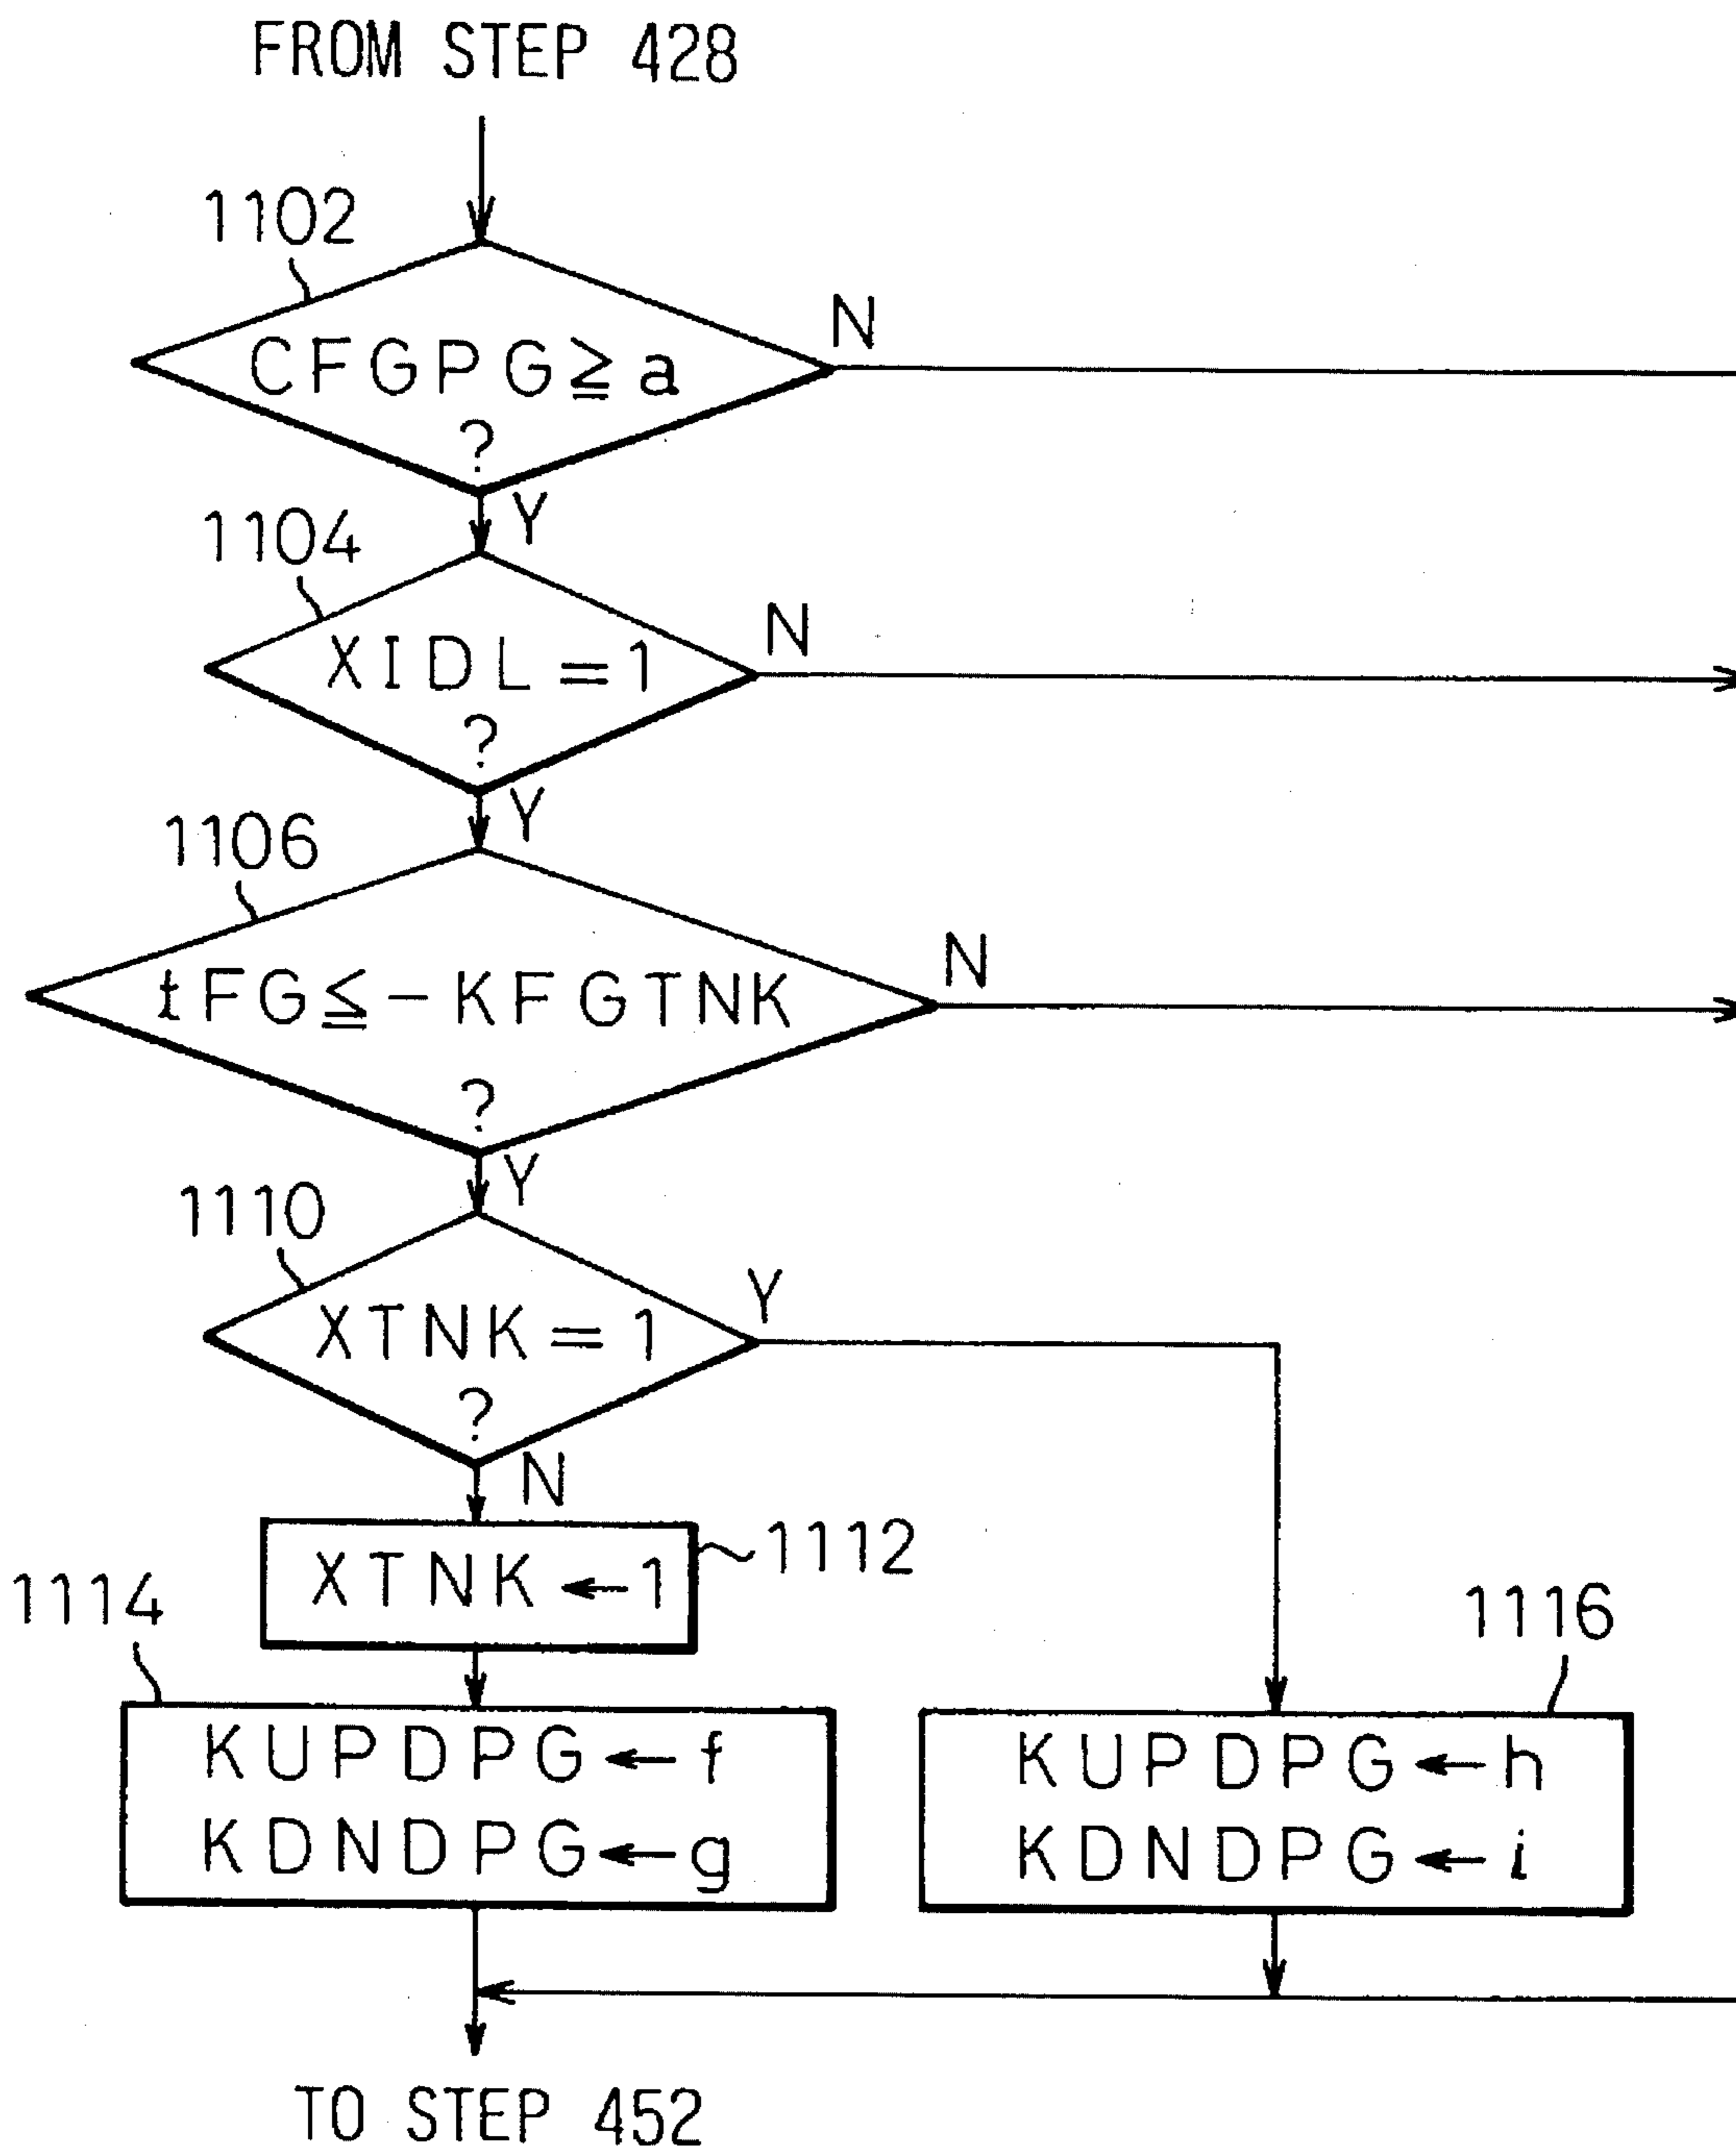 FROM STEP 428
1102
CFGPG≧a
?
N
Y
1104
XIDL=1
?
N
Y
1106
tFG≦-KFGTNK
?
N
Y
1110
XTNK=1
?
Y
N
XTNK←1
1112
1114
KUPDPG←f
KDNDPG←g
1116
KUPDPG←h
KDNDPG←i
TO STEP 452